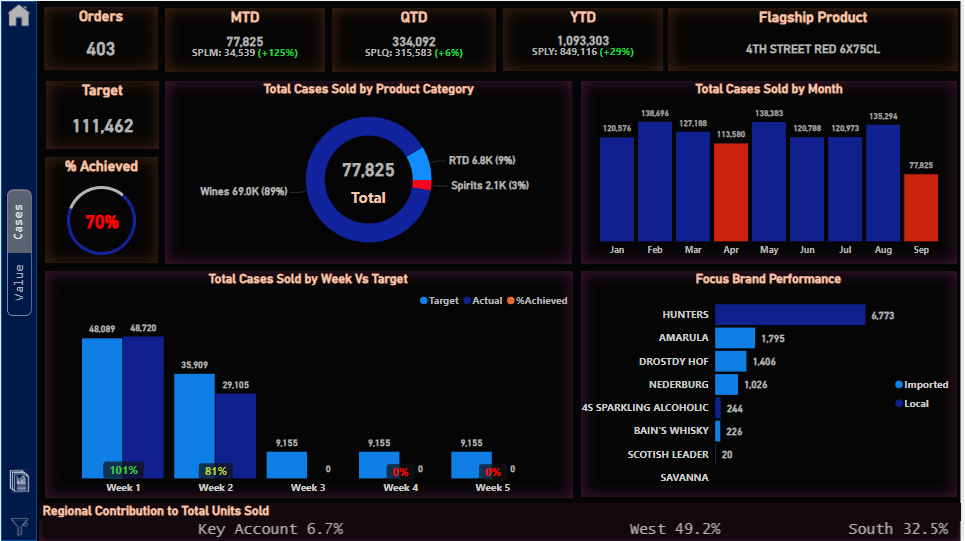 Orders
403
MTD
77,825
SPLM: 34,539 (+125%)
QTD
334,092
SPLQ: 315,583 (+6%)
YTD
1,093,303
SPLY: 849,116 (+29%)
Flagship Product
4TH STREET RED 6X75CL
Target
111,462
% Achieved
70%
Cases
Value
Total Cases Sold by Product Category
77,825
Total
RTD 6.8K (9%)
Spirits 2.1K (3%)
Wines 69.0K (89%)
Total Cases Sold by Month
120,576
138,696
127,188
113,580
138,383
120,788
120,973
135,294
77,825
Jan Feb Mar Apr May Jun Jul Aug Sep
Total Cases Sold by Week Vs Target
Target Actual %Achieved
48,089 48,720
35,909 29,105
9,155 0
9,155 0
9,155 0
101% 81% 0% 0%
Week 1 Week 2 Week 3 Week 4 Week 5
Focus Brand Performance
HUNTERS 6,773
AMARULA 1,795
DROSTDY HOF 1,406
NEDERBURG 1,026
4S SPARKLING ALCOHOLIC 244
BAIN'S WHISKY 226
SCOTISH LEADER 20
SAVANNA
Imported
Local
Regional Contribution to Total Units Sold
Key Account 6.7% West 49.2% South 32.5%